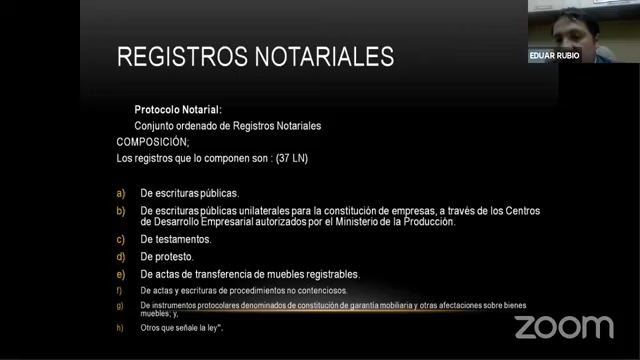 REGISTROS NOTARIALES
EDUAR RUBIO
Protocolo Notarial:
Conjunto ordenado de Registros Notariales
COMPOSICIÓN;
Los registros que lo componen son : (37 LN)
a) De escrituras públicas.
b) De escrituras públicas unilaterales para la constitución de empresas, a través de los Centros
de Desarrollo Empresarial autorizados por el Ministerio de la Producción.
c) De testamentos.
d) De protesto.
e) De actas de transferencia de muebles registrables.
f) De actas y escrituras de procedimientos no contenciosos.
g) De instrumentos protocolares denominados de constitución de garantía mobiliaria y otras afectaciones sobre bienes
muebles; y,
h) Otros que señale la ley".
zoom